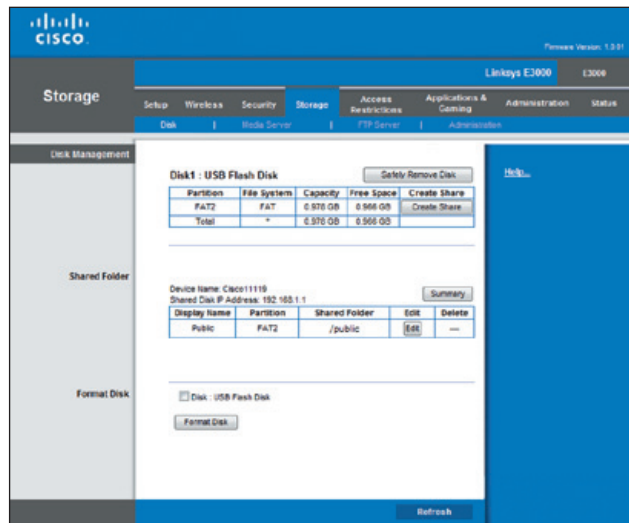 CISCO
Firmware Version: 1.0.01
Linksys E3000 E3000
Storage
Setup Wireless Security Storage Access Restrictions Applications & Gaming Administration Status
Disk | Media Server | FTP Server | Administration
Disk Management
Disk1 : USB Flash Disk Safely Remove Disk Help...
Partition File System Capacity Free Space Create Share
FAT2 FAT 0.978 GB 0.966 GB Create Share
Total * 0.978 GB 0.966 GB
Shared Folder
Device Name: Cisco11119
Shared Disk IP Address: 192.168.1.1
Summary
Display Name Partition Shared Folder Edit Delete
Public FAT2 /public Edit ---
Format Disk
Disk : USB Flash Disk
Format Disk
Refresh